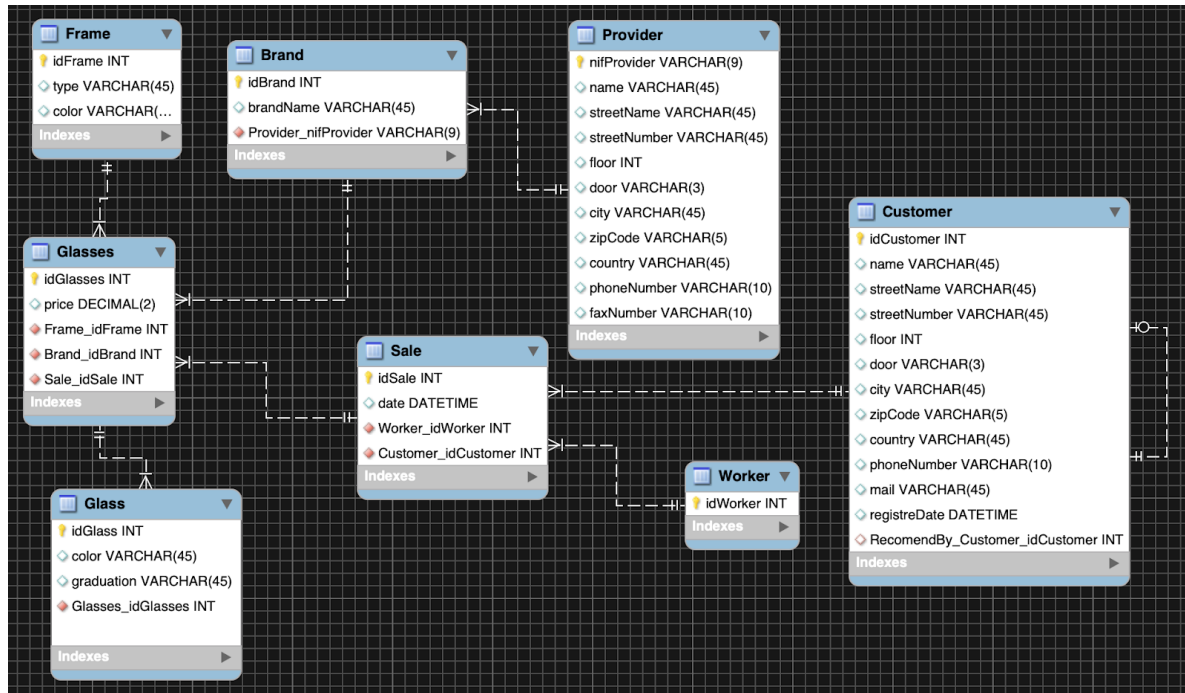 Frame
idFrame INT
type VARCHAR(45)
color VARCHAR(...
Indexes
Brand
idBrand INT
brandName VARCHAR(45)
Provider_nifProvider VARCHAR(9)
Indexes
Provider
nifProvider VARCHAR(9)
name VARCHAR(45)
streetName VARCHAR(45)
streetNumber VARCHAR(45)
floor INT
door VARCHAR(3)
city VARCHAR(45)
zipCode VARCHAR(5)
country VARCHAR(45)
phoneNumber VARCHAR(10)
faxNumber VARCHAR(10)
Indexes
Customer
idCustomer INT
name VARCHAR(45)
streetName VARCHAR(45)
streetNumber VARCHAR(45)
floor INT
door VARCHAR(3)
city VARCHAR(45)
zipCode VARCHAR(5)
country VARCHAR(45)
phoneNumber VARCHAR(10)
mail VARCHAR(45)
registreDate DATETIME
RecomendBy_Customer_idCustomer INT
Indexes
Glasses
idGlasses INT
price DECIMAL(2)
Frame_idFrame INT
Brand_idBrand INT
Sale_idSale INT
Indexes
Sale
idSale INT
date DATETIME
Worker_idWorker INT
Customer_idCustomer INT
Indexes
Worker
idWorker INT
Indexes
Glass
idGlass INT
color VARCHAR(45)
graduation VARCHAR(45)
Glasses_idGlasses INT
Indexes